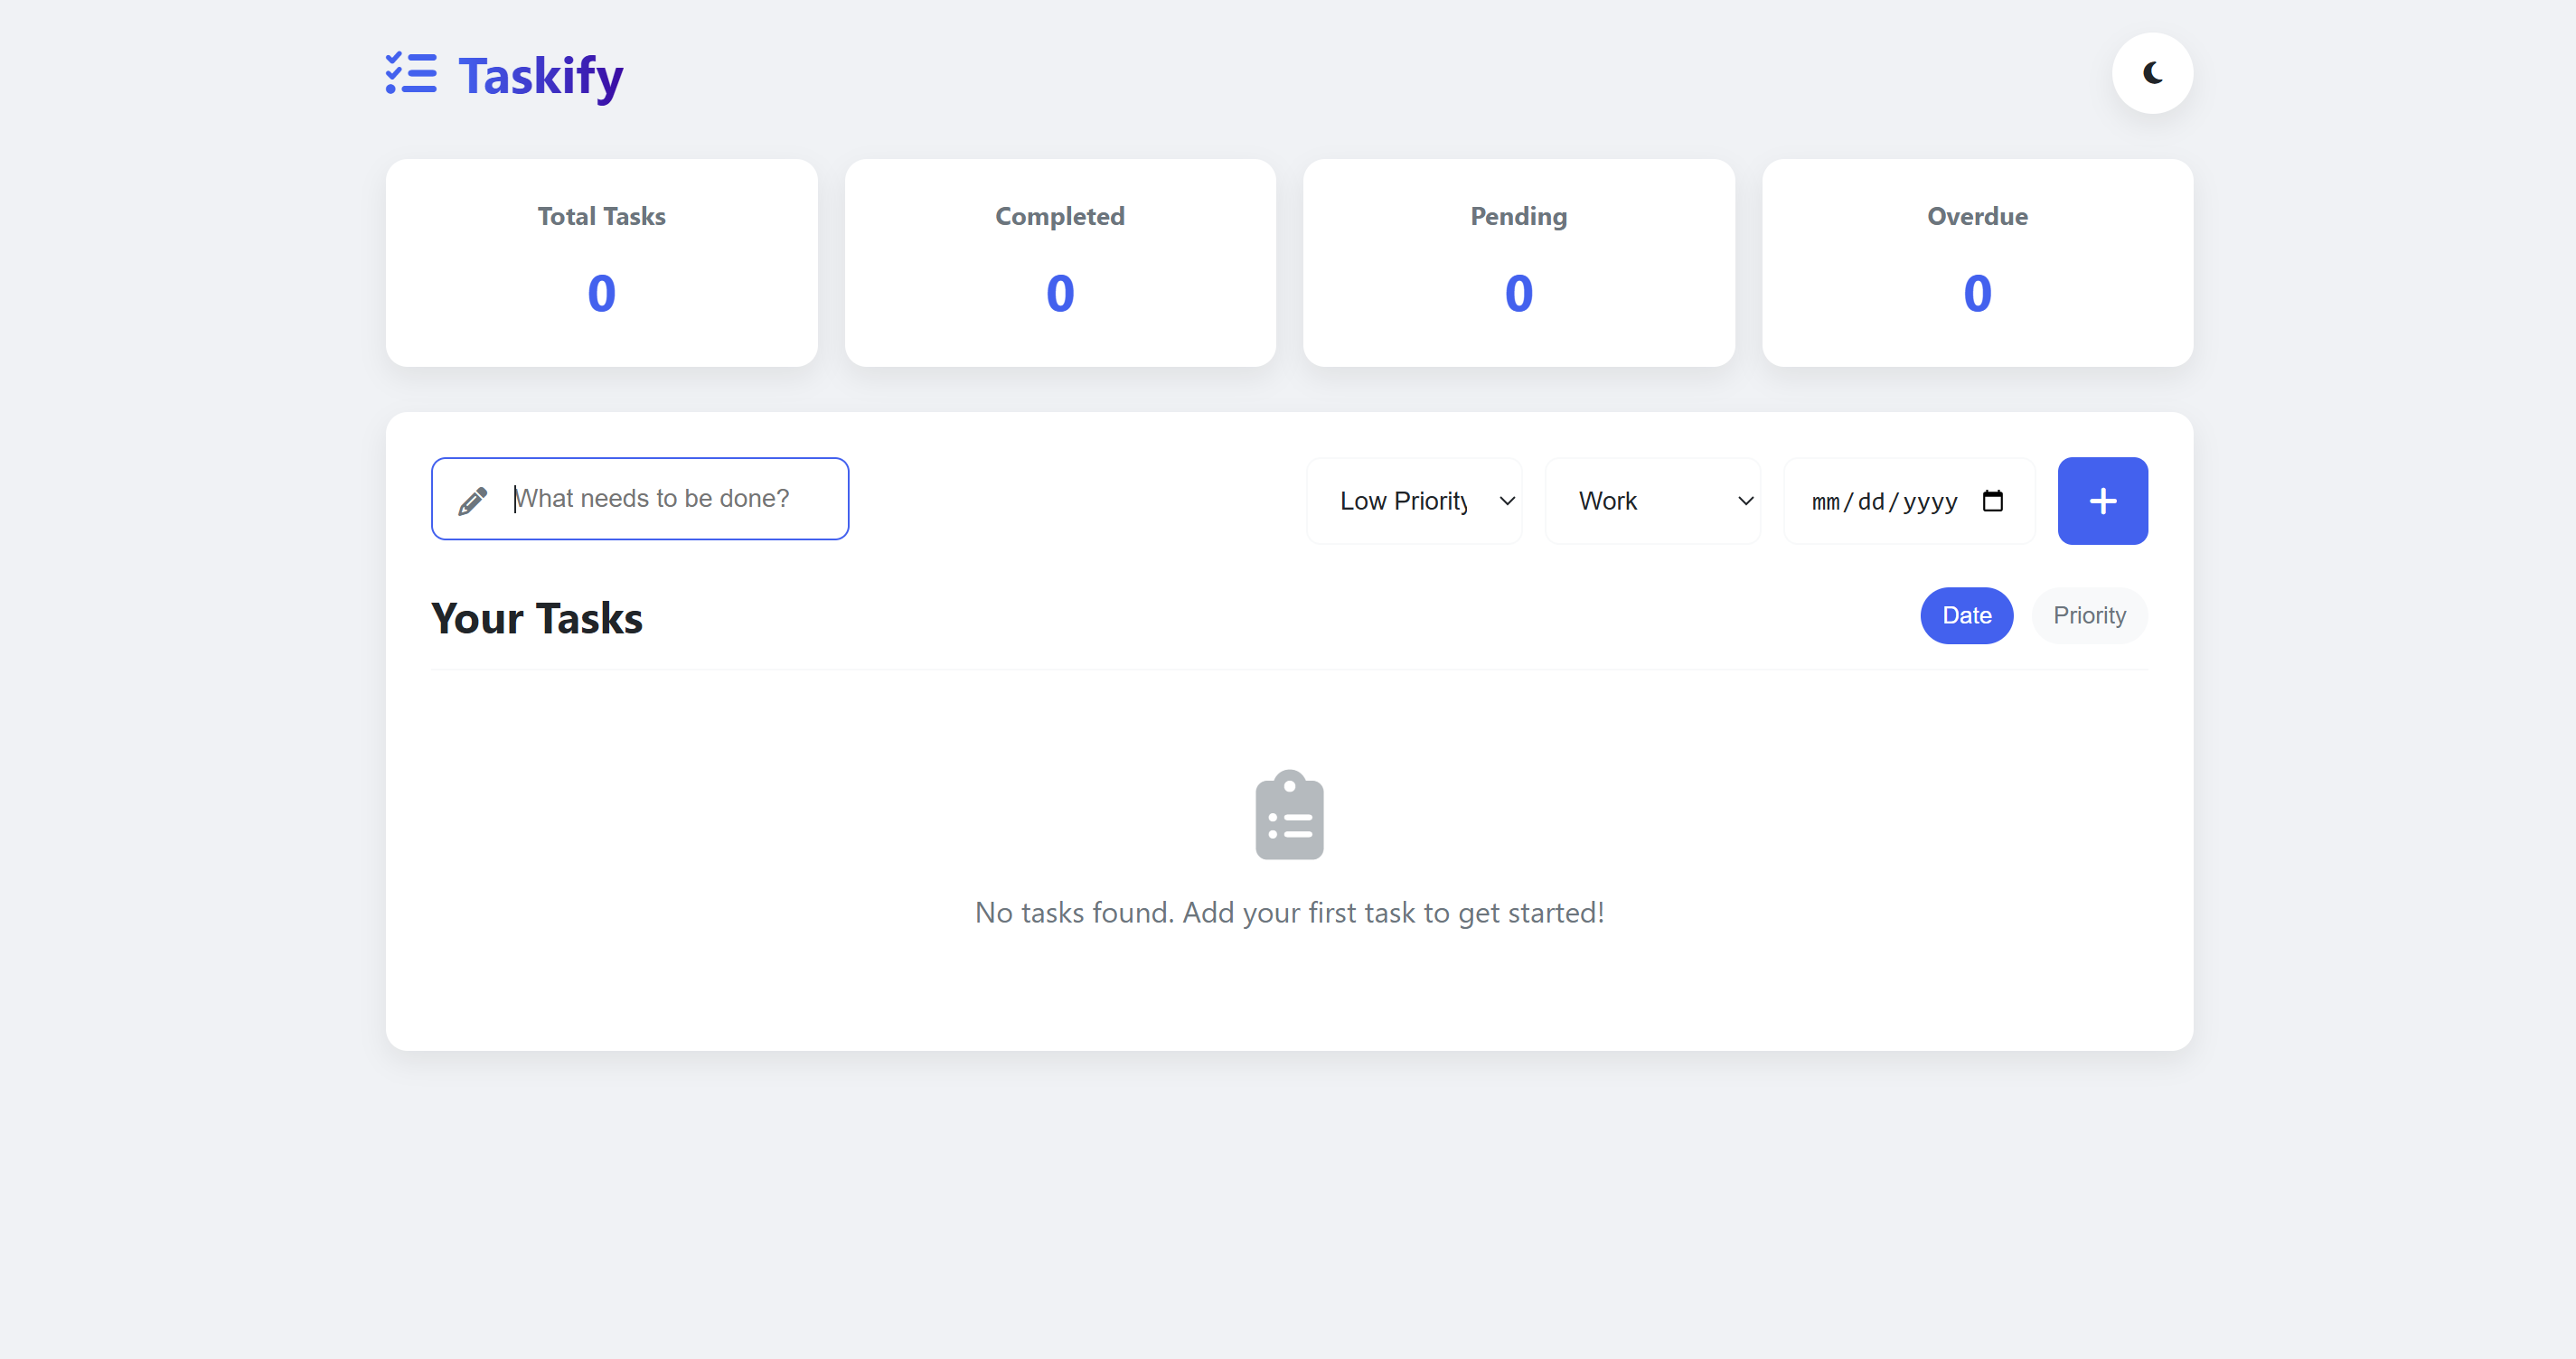 Taskify
Total Tasks
0
Completed
0
Pending
0
Overdue
0
What needs to be done?
Low Priority
Work
mm/dd/yyyy
Your Tasks
Date
Priority
No tasks found. Add your first task to get started!